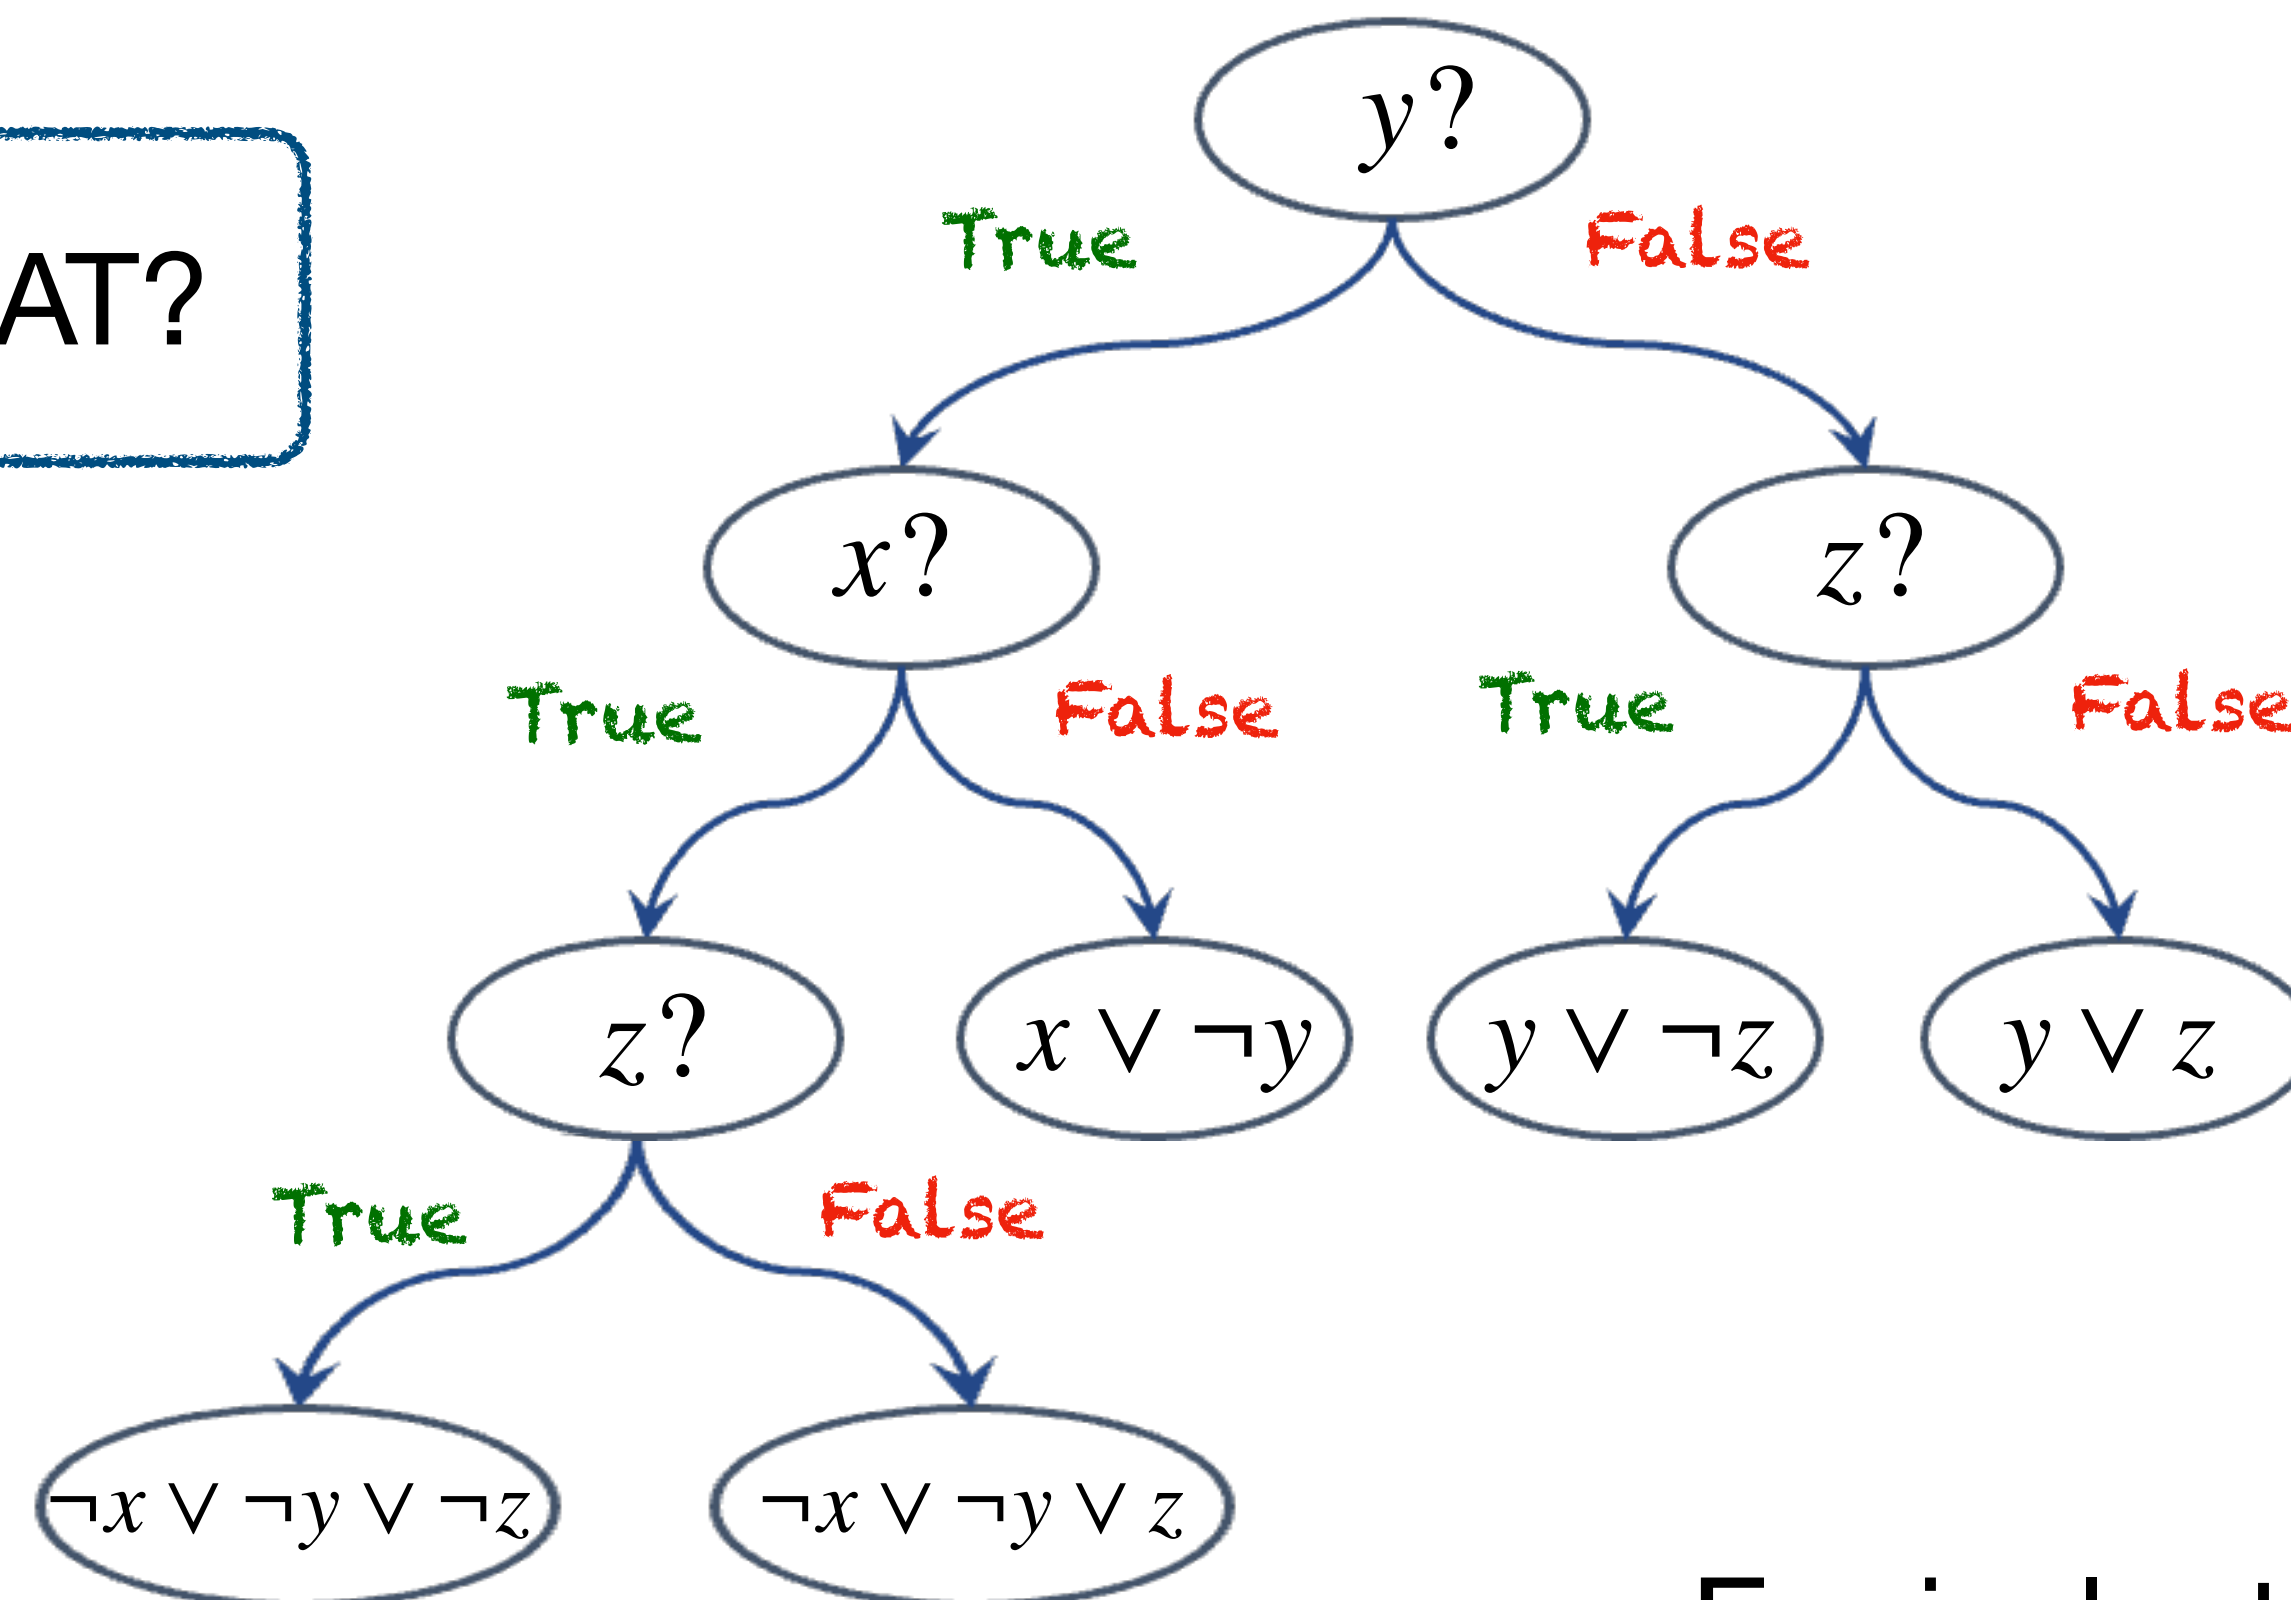 y?
True False
AT?
x? z?
True False True False
z? x ∨ ¬y y ∨ ¬z y ∨ z
True False
¬x ∨ ¬y ∨ ¬z ¬x ∨ ¬y ∨ z